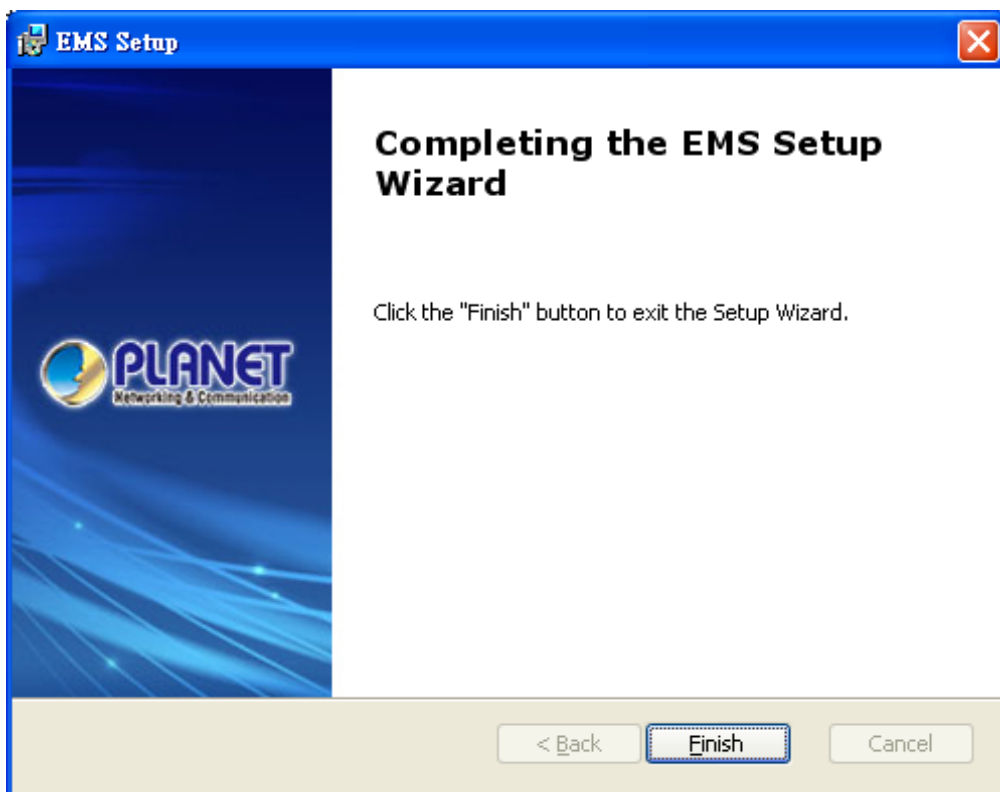 EMS Setup
Completing the EMS Setup
Wizard
Click the "Finish" button to exit the Setup Wizard.
PLANET
Networking & Communication
< Back
Finish
Cancel